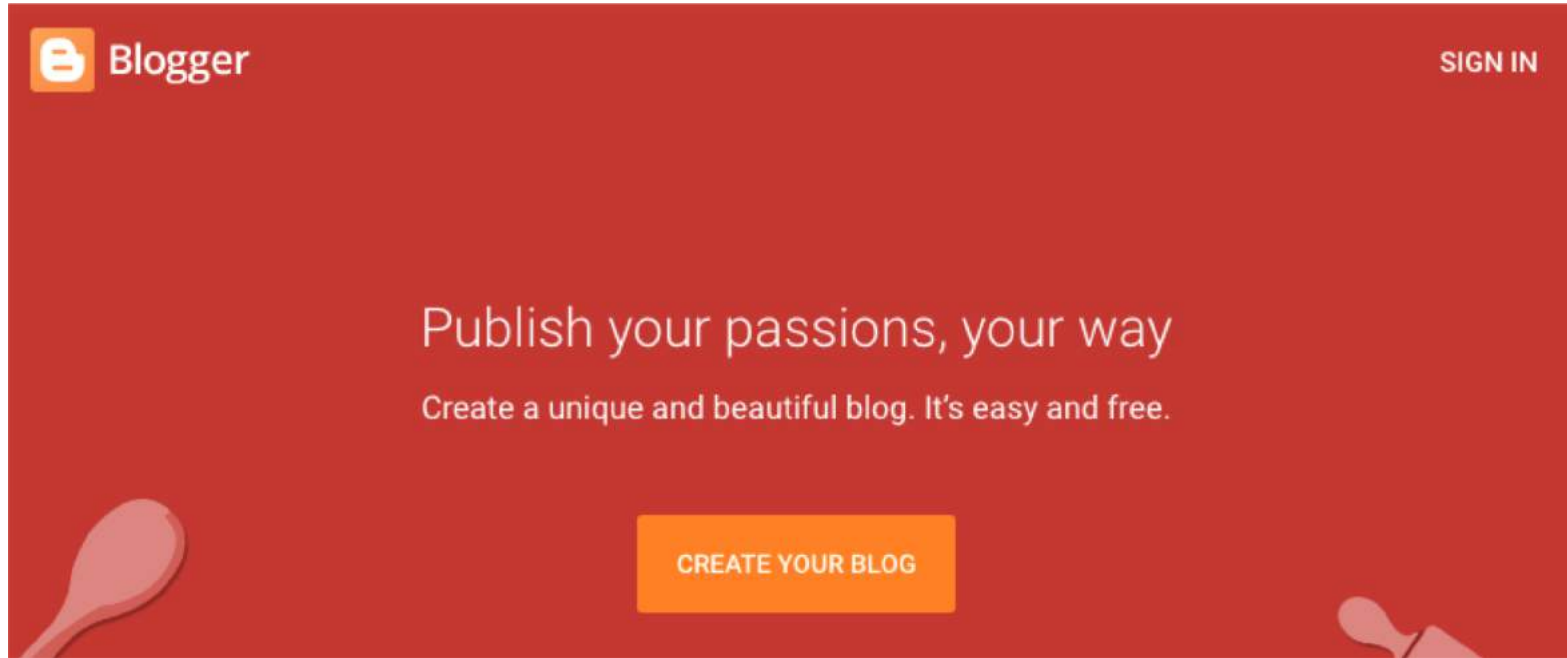 Blogger
SIGN IN
Publish your passions, your way
Create a unique and beautiful blog. It’s easy and free.
CREATE YOUR BLOG